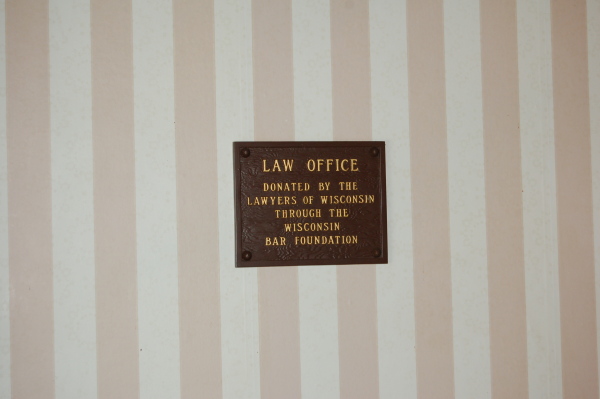 LAW OFFICE
DONATED BY THE
LAWYERS OF WISCONSIN
THROUGH THE
WISCONSIN
BAR FOUNDATION